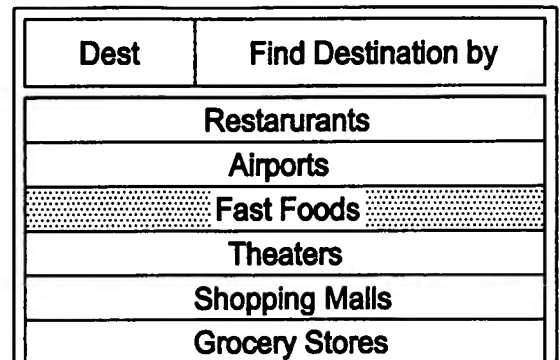 Dest Find Destination by
Restarurants
Airports
Fast Foods
Theaters
Shopping Malls
Grocery Stores